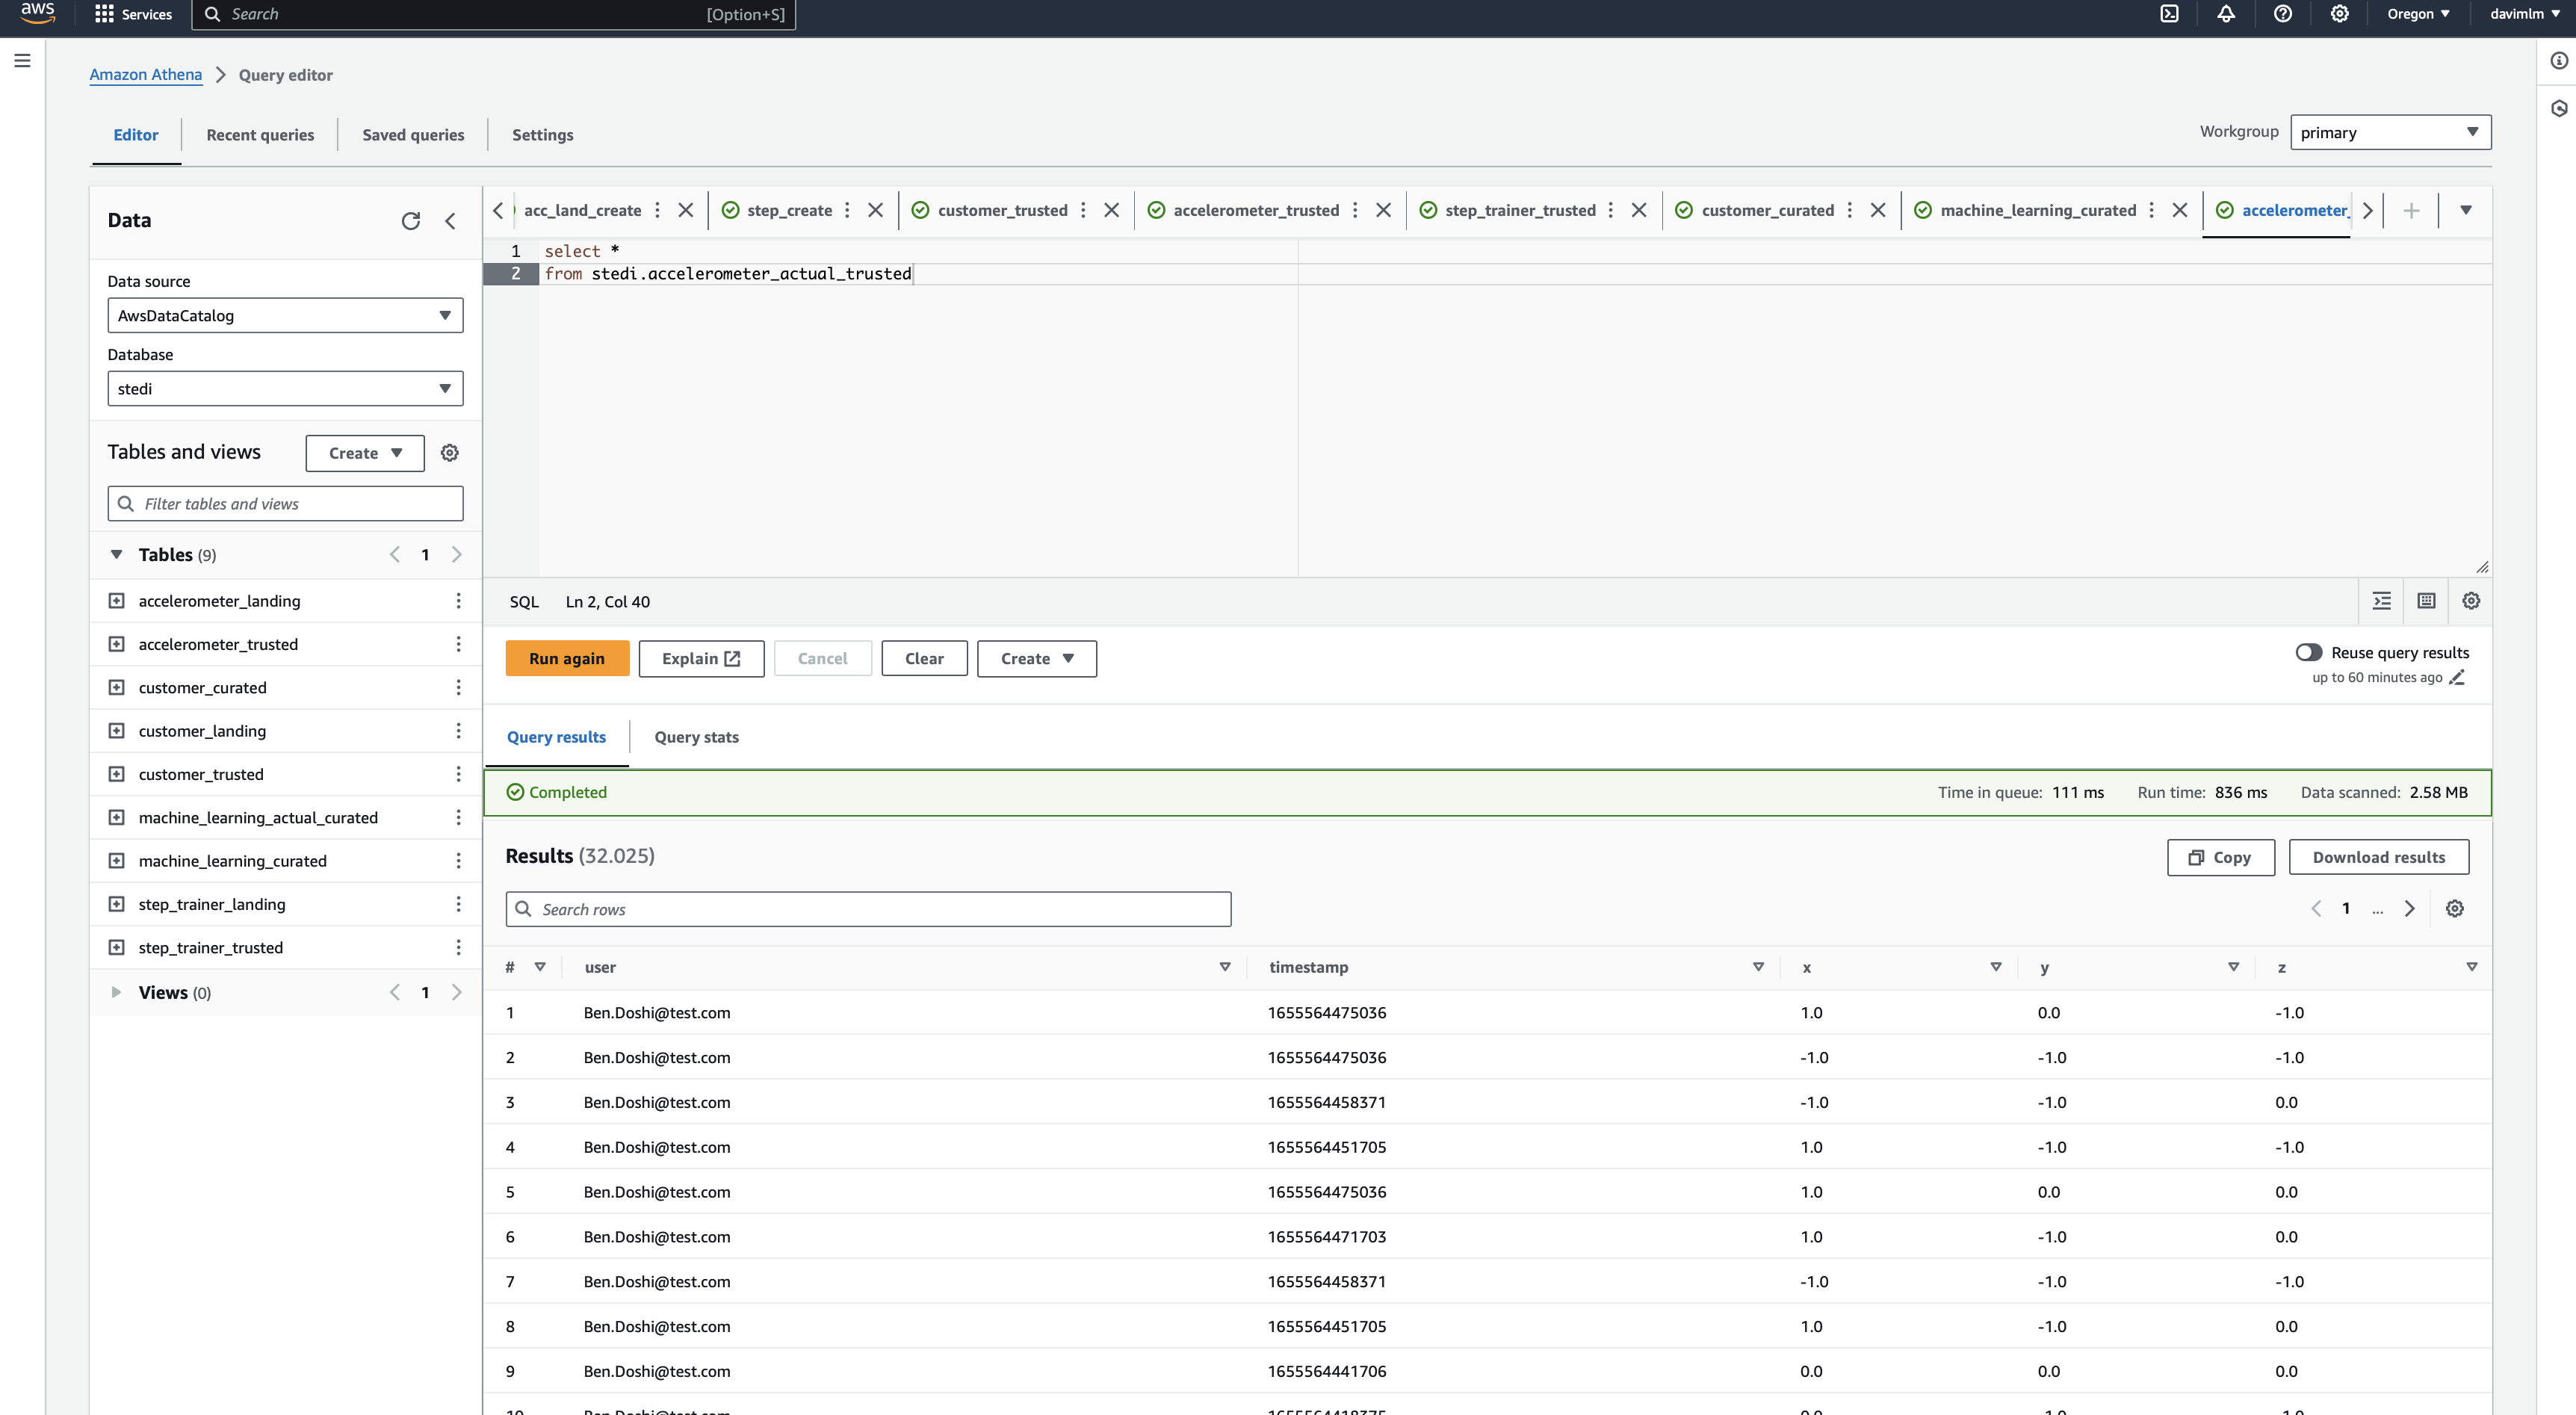 aws Services Search [Option+S] Oregon davimlm
Amazon Athena Query editor
Editor Recent queries Saved queries Settings Workgroup primary
Data
acc_land_create step_create customer_trusted accelerometer_trusted step_trainer_trusted customer_curated machine_learning_curated accelerometer_
1 select *
2 from stedi.accelerometer_actual_trusted
Data source
AwsDataCatalog
Database
stedi
Tables and views Create
Filter tables and views
Tables (9) 1
accelerometer_landing
accelerometer_trusted
customer_curated
customer_landing
customer_trusted
machine_learning_actual_curated
machine_learning_curated
step_trainer_landing
step_trainer_trusted
Views (0) 1
SQL Ln 2, Col 40
Run again Explain Cancel Clear Create
Reuse query results
up to 60 minutes ago
Query results Query stats
Completed Time in queue: 111 ms Run time: 836 ms Data scanned: 2.58 MB
Results (32.025) Copy Download results
Search rows 1 ...
# user timestamp x y z
1 Ben.Doshi@test.com 1655564475036 1.0 0.0 -1.0
2 Ben.Doshi@test.com 1655564475036 -1.0 -1.0 -1.0
3 Ben.Doshi@test.com 1655564458371 -1.0 -1.0 0.0
4 Ben.Doshi@test.com 1655564451705 1.0 -1.0 -1.0
5 Ben.Doshi@test.com 1655564475036 1.0 0.0 0.0
6 Ben.Doshi@test.com 1655564471703 1.0 -1.0 0.0
7 Ben.Doshi@test.com 1655564458371 -1.0 -1.0 -1.0
8 Ben.Doshi@test.com 1655564451705 1.0 -1.0 0.0
9 Ben.Doshi@test.com 1655564441706 0.0 0.0 0.0